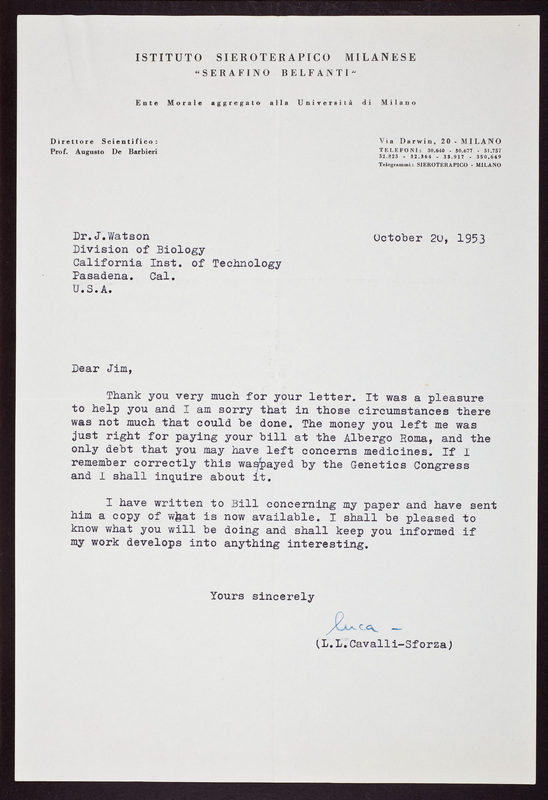 ISTITUTO SIEROTERAPICO MILANESE
"SERAFINO BELFANTI"
Ente Morale aggregato alla Università di Milano
Direttore Scientifico:
Prof. Augusto De Barbieri
Via Darwin, 20 - MILANO
TELEFONI: 30.640 - 30.677 - 31.757
32.823 - 32.364 - 33.917 - 350.649
Telegrammi: SIEROTERAPICO - MILANO
Dr.J.Watson
Division of Biology
California Inst. of Technology
Pasadena. Cal.
U.S.A.
October 20, 1953
Dear Jim,
Thank you very much for your letter. It was a pleasure
to help you and I am sorry that in those circumstances there
was not much that could be done. The money you left me was
just right for paying your bill at the Albergo Roma, and the
only debt that you may have left concerns medicines. If I
remember correctly this was/payed by the Genetics Congress
and I shall inquire about it.
I have written to Bill concerning my paper and have sent
him a copy of what is now available. I shall be pleased to
know what you will be doing and shall keep you informed if
my work develops into anything interesting.
Yours sincerely
Luca -
(L.L.Cavalli-Sforza)